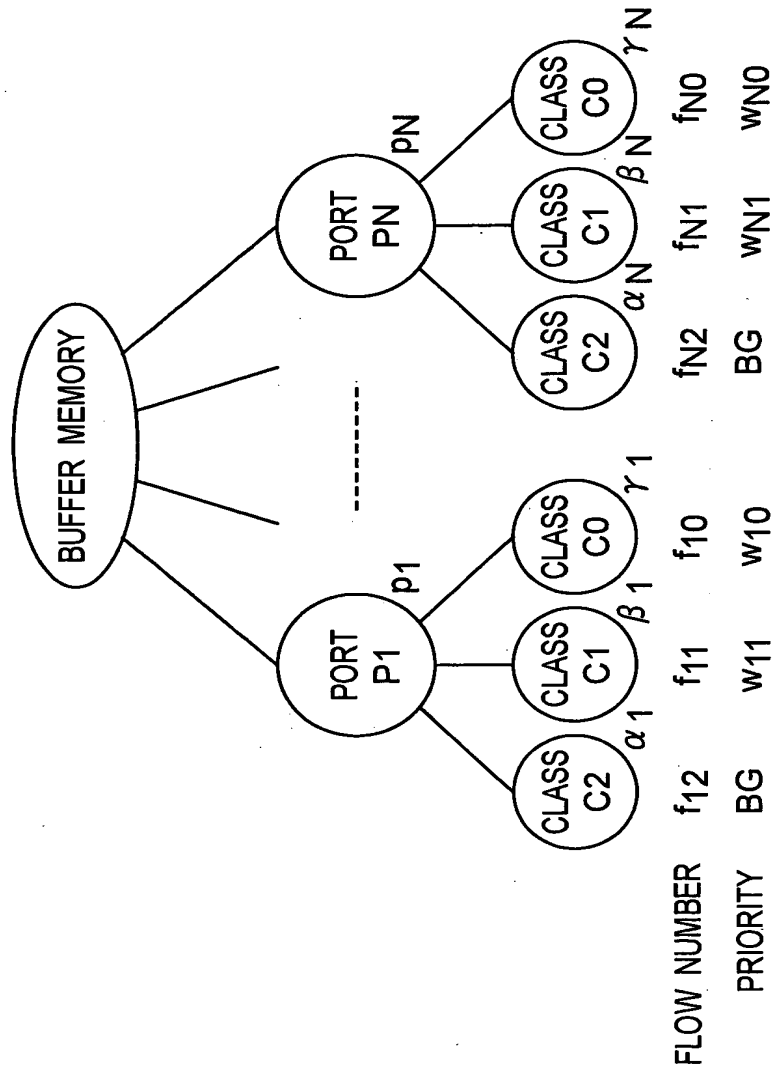 BUFFER MEMORY
PORT
P1
p1
PORT
PN
pN
CLASS
C2
α1
CLASS
C1
β1
CLASS
C0
γ1
CLASS
C2
αN
CLASS
C1
βN
CLASS
C0
γN
FLOW NUMBER f12 f11 f10 fN2 fN1 fN0
PRIORITY BG w11 w10 BG wN1 wN0